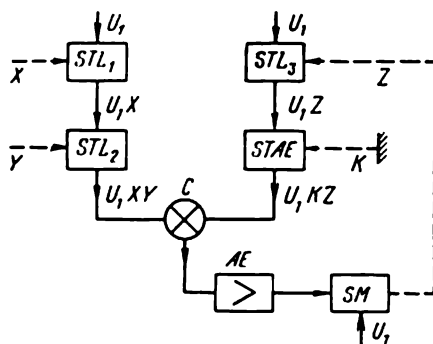 U₁ U₁
STL₁ STL₃
X Z
U₁X U₁Z
STL₂ STAE
Y K
U₁XY C U₁KZ
AE
> SM
U₁